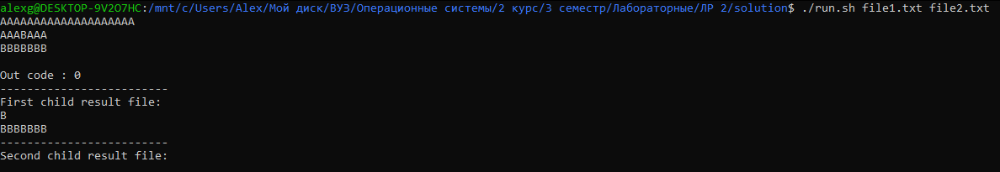 alexg@DESKTOP-9V2O7HC:/mnt/c/Users/Alex/Мой диск/ВУЗ/Операционные системы/2 курс/3 семестр/Лабораторные/ЛР 2/solution$ ./run.sh file1.txt file2.txt
AAAAAAAAAAAAAAAAAAAA
AAABAAA
BBBBBBB
Out code : 0
-------------------------
First child result file:
B
BBBBBBB
-------------------------
Second child result file: